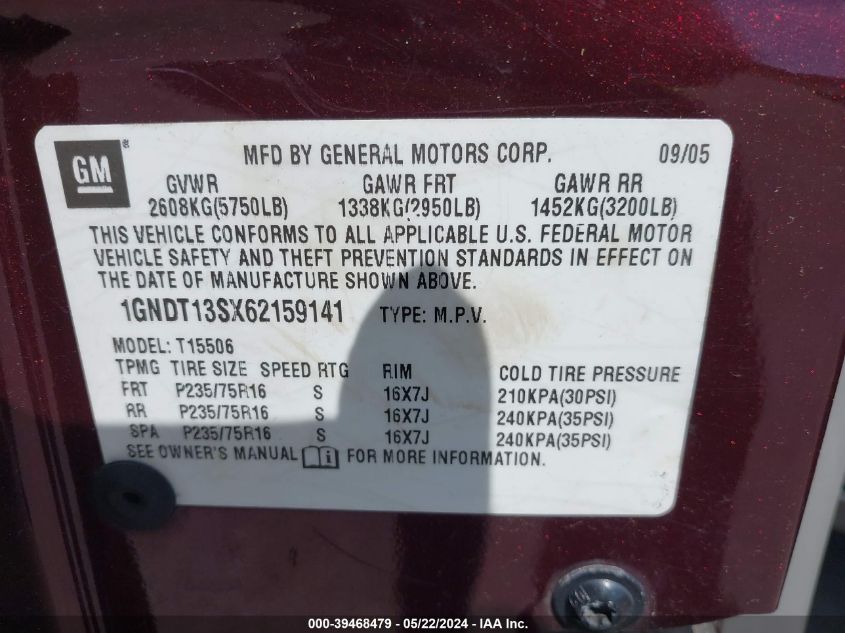 GM
MFD BY GENERAL MOTORS CORP. 09/05
GVWR GAWR FRT GAWR RR
2608KG(5750LB) 1338KG(2950LB) 1452KG(3200LB)
THIS VEHICLE CONFORMS TO ALL APPLICABLE U.S. FEDERAL MOTOR
VEHICLE SAFETY AND THEFT PREVENTION STANDARDS IN EFFECT ON
THE DATE OF MANUFACTURE SHOWN ABOVE.
1GNDT13SX62159141 TYPE: M.P.V.
MODEL: T15506
TPMG TIRE SIZE SPEED RTG RIM COLD TIRE PRESSURE
FRT P235/75R16 S 16X7J 210KPA(30PSI)
RR P235/75R16 S 16X7J 240KPA(35PSI)
SPA P235/75R16 S 16X7J 240KPA(35PSI)
SEE OWNER'S MANUAL i FOR MORE INFORMATION.
000-39468479 - 05/22/2024 - IAA Inc.